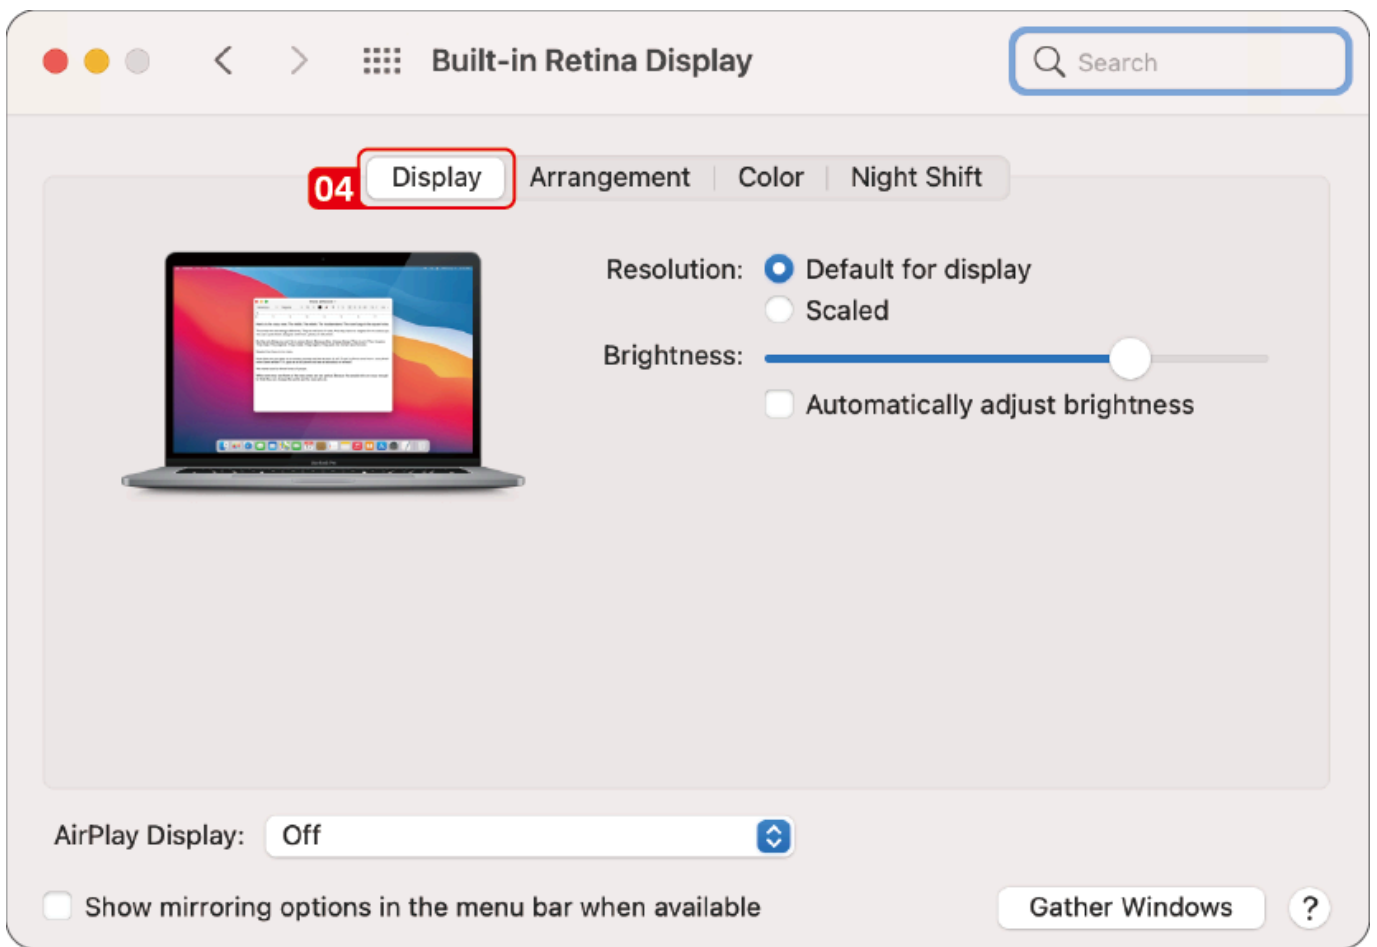 Built-in Retina Display
Search
04
Display Arrangement Color Night Shift
Resolution: Default for display
Scaled
Brightness:
Automatically adjust brightness
AirPlay Display: Off
Show mirroring options in the menu bar when available
Gather Windows ?